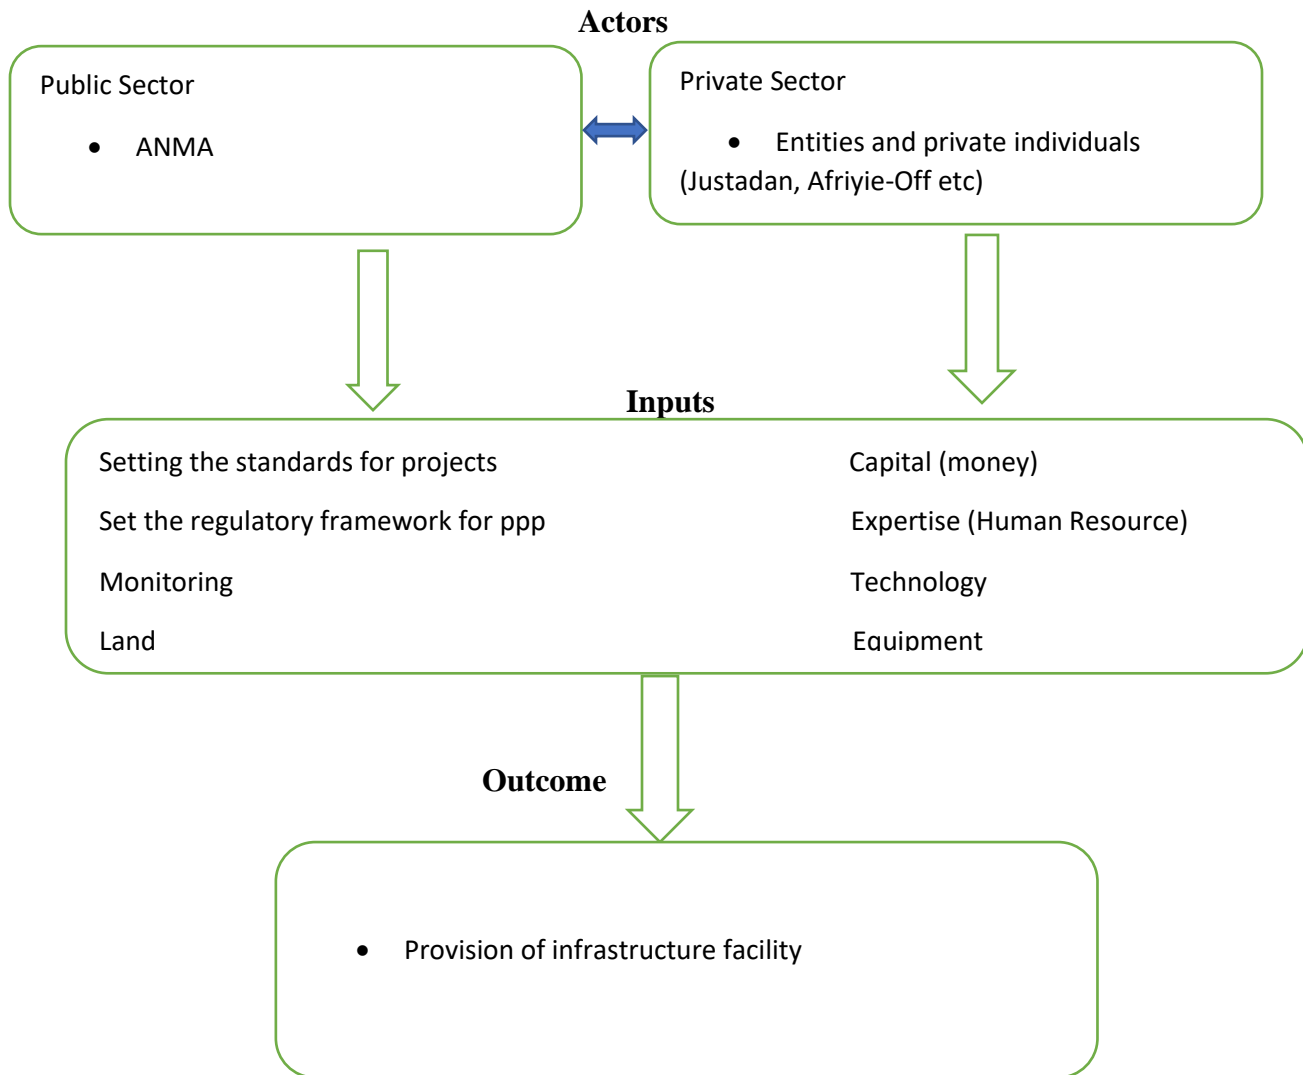 Actors
Public Sector
• ANMA
Private Sector
• Entities and private individuals
(Justadan, Afriyie-Off etc)
Inputs
Setting the standards for projects
Set the regulatory framework for ppp
Monitoring
Land
Capital (money)
Expertise (Human Resource)
Technology
Equipment
Outcome
• Provision of infrastructure facility